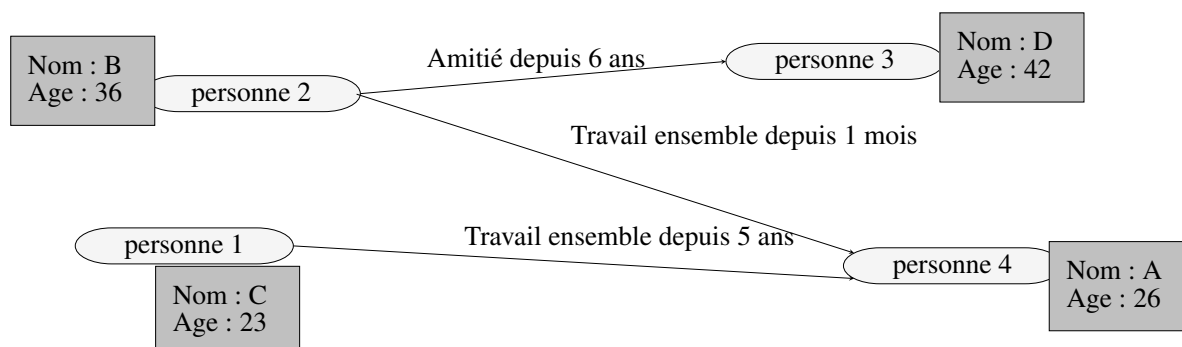 Nom : B
Age : 36
personne 2
Amitié depuis 6 ans
personne 3
Nom : D
Age : 42
Travail ensemble depuis 1 mois
personne 1
Nom : C
Age : 23
Travail ensemble depuis 5 ans
personne 4
Nom : A
Age : 26